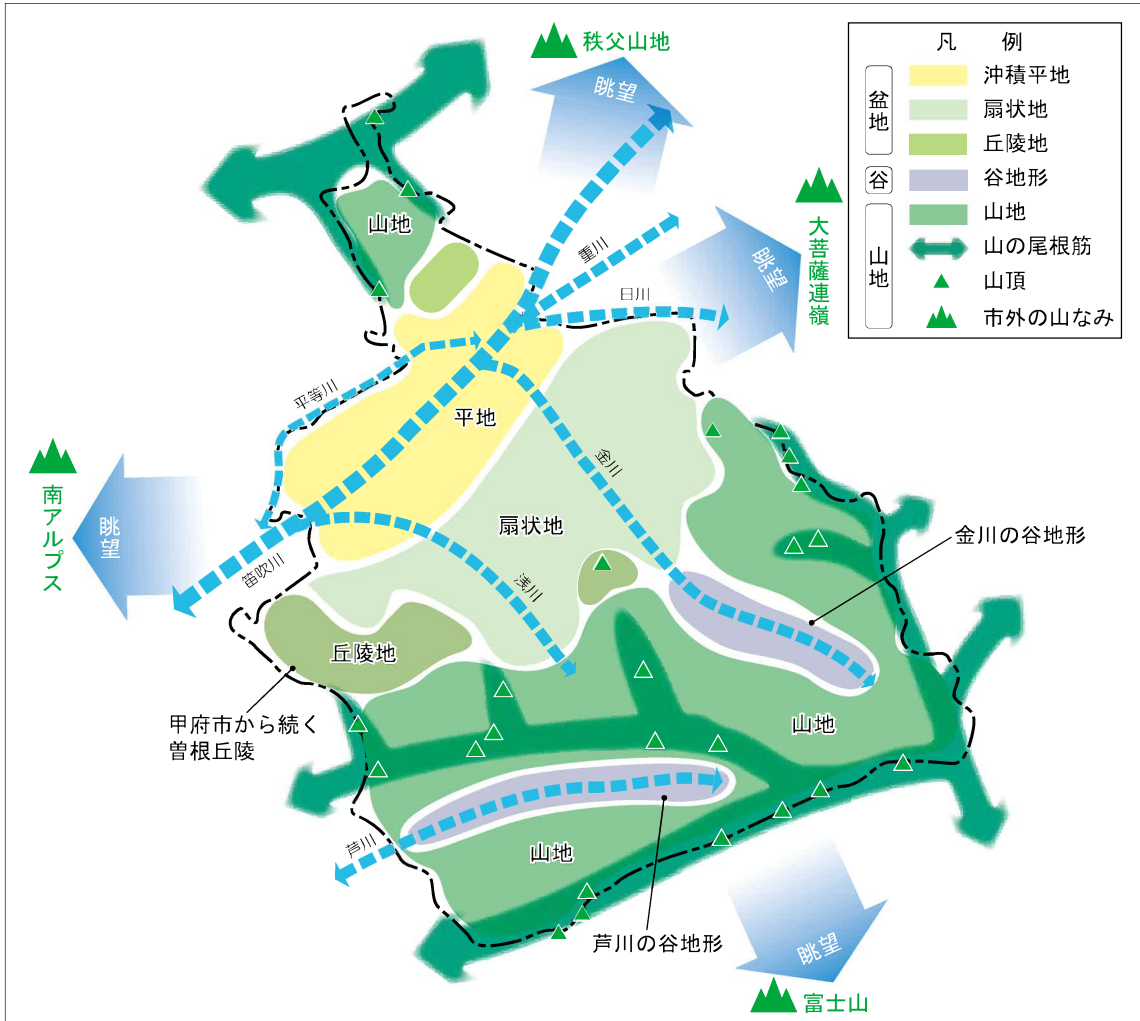 秩父山地
眺望
凡 例
盆地
沖積平地
扇状地
丘陵地
谷
谷地形
山地
山地
山の尾根筋
山頂
市外の山なみ
大菩薩連嶺
眺望
山地
重川
日川
平等川
平地
金川
南アルプス
眺望
扇状地
金川の谷地形
笛吹川
浅川
丘陵地
甲府市から続く
曽根丘陵
山地
芦川
山地
芦川の谷地形
眺望
富士山